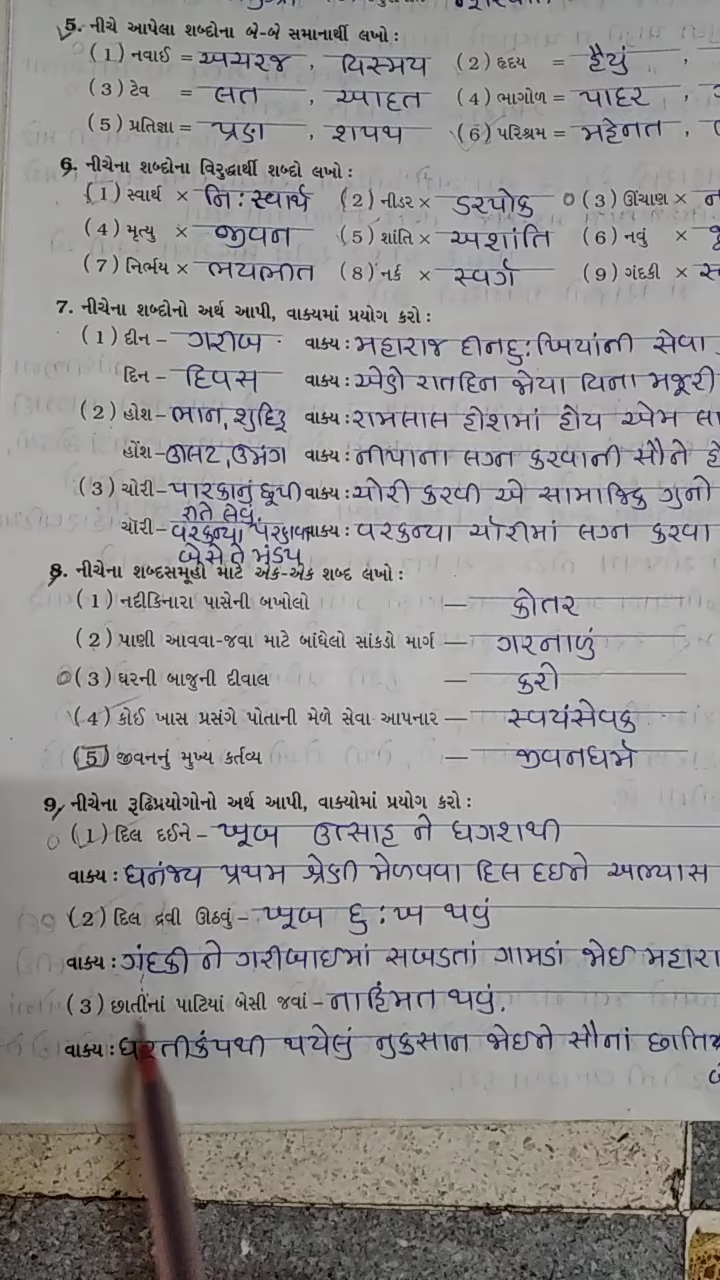 5. નીચે આપેલા શબ્દોના બે-બે સમાનાર્થી લખો :
(1) નવાઈ = અચરજ , વિસ્મય (2) હૃદય = હૈયું ,
(3) ટેવ = લત , આદત (4) ભાગોળ = પાદર ,
(5) પ્રતિજ્ઞા = પ્રણ , શપથ (6) પરિશ્રમ = મહેનત ,
6. નીચેના શબ્દોના વિરુદ્ધાર્થી શબ્દો લખો :
(1) સ્વાર્થ × નિ:સ્વાર્થ (2) નીડર × ડરપોક (3) ઊંચાણ ×
(4) મૃત્યુ × જીવન (5) શાંતિ × અશાંતિ (6) નવું ×
(7) નિર્ભય × ભયભીત (8) નર્ક × સ્વર્ગ (9) ગંદકી ×
7. નીચેના શબ્દોનો અર્થ આપી, વાક્યમાં પ્રયોગ કરો :
(1) દીન - ગરીબ વાક્ય : મહારાજ દીનદુ:ખિયાંની સેવા
દિન - દિવસ વાક્ય : એણે રાતદિન જોયા વિના મજૂરી
(2) હોશ - ભાન, શુદ્ધિ વાક્ય : રામલાલ હોશમાં હોય એમ
હોંશ - ઊલટ, ઉમંગ વાક્ય : નીપાના લગ્ન કરવાની સૌને
(3) ચોરી - પારકાનું છૂપી વાક્ય : ચોરી કરવી એ સામાજિક ગુનો
રીતે લેવું
ચૉરી - વરકન્યા પરણવા વાક્ય : વરકન્યા ચૉરીમાં લગ્ન કરવા
બેસે તે મંડપ
8. નીચેના શબ્દસમૂહો માટે એક-એક શબ્દ લખો :
(1) નદીકિનારા પાસેની બખોલો — કોતર
(2) પાણી આવવા-જવા માટે બાંધેલો સાંકડો માર્ગ — ગરનાળું
(3) ઘરની બાજુની દીવાલ — કરો
(4) કોઈ ખાસ પ્રસંગે પોતાની મેળે સેવા આપનાર — સ્વયંસેવક
(5) જીવનનું મુખ્ય કર્તવ્ય — જીવનધર્મ
9. નીચેના રૂઢિપ્રયોગોનો અર્થ આપી, વાક્યોમાં પ્રયોગ કરો :
(1) દિલ દઈને - ખૂબ ઉત્સાહ ને ધગશથી
વાક્ય : ધનંજય પ્રથમ શ્રેણી મેળવવા દિલ દઇને અભ્યાસ
(2) દિલ દ્રવી ઊઠવું - ખૂબ દુ:ખ થવું
વાક્ય : ગંદકી ને ગરીબાઇમાં સબડતાં ગામડાં જોઇ
(3) છાતીનાં પાટિયાં બેસી જવાં - નાહિંમત થવું.
વાક્ય : ધરતીકંપથી થયેલું નુકસાન જોઇને સૌનાં